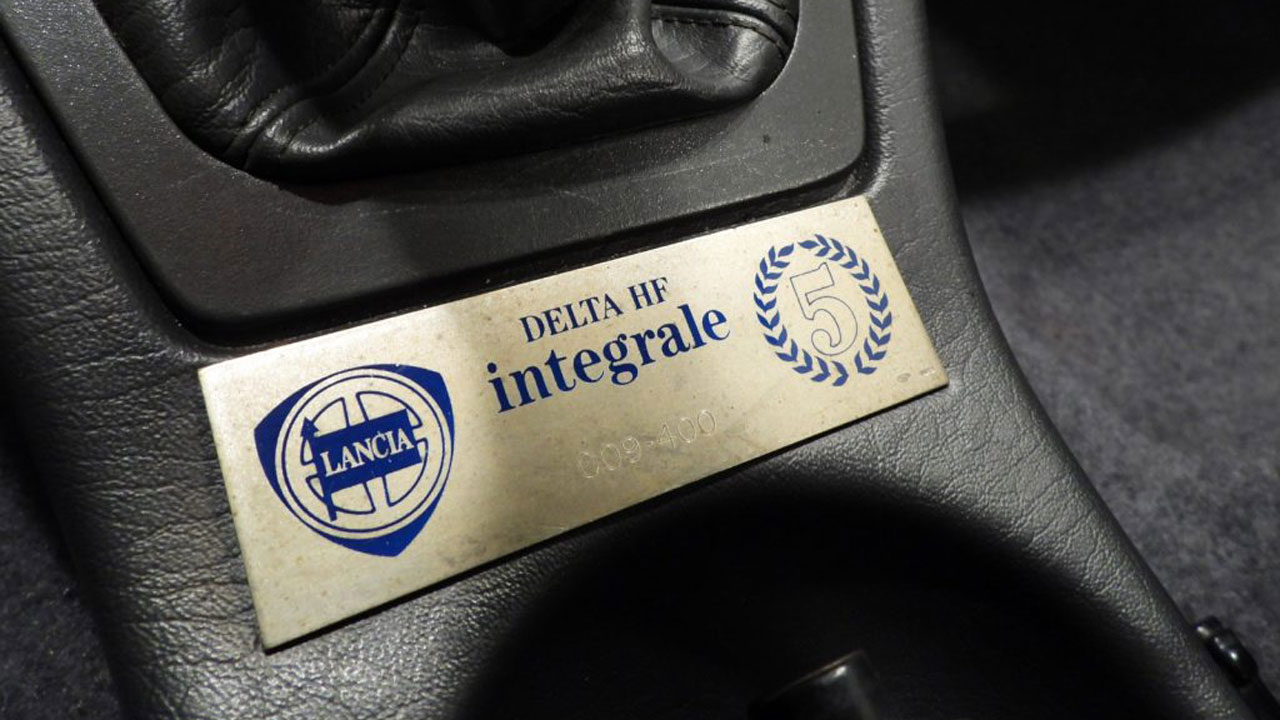 LANCIA
DELTA HF
integrale
009-400
5